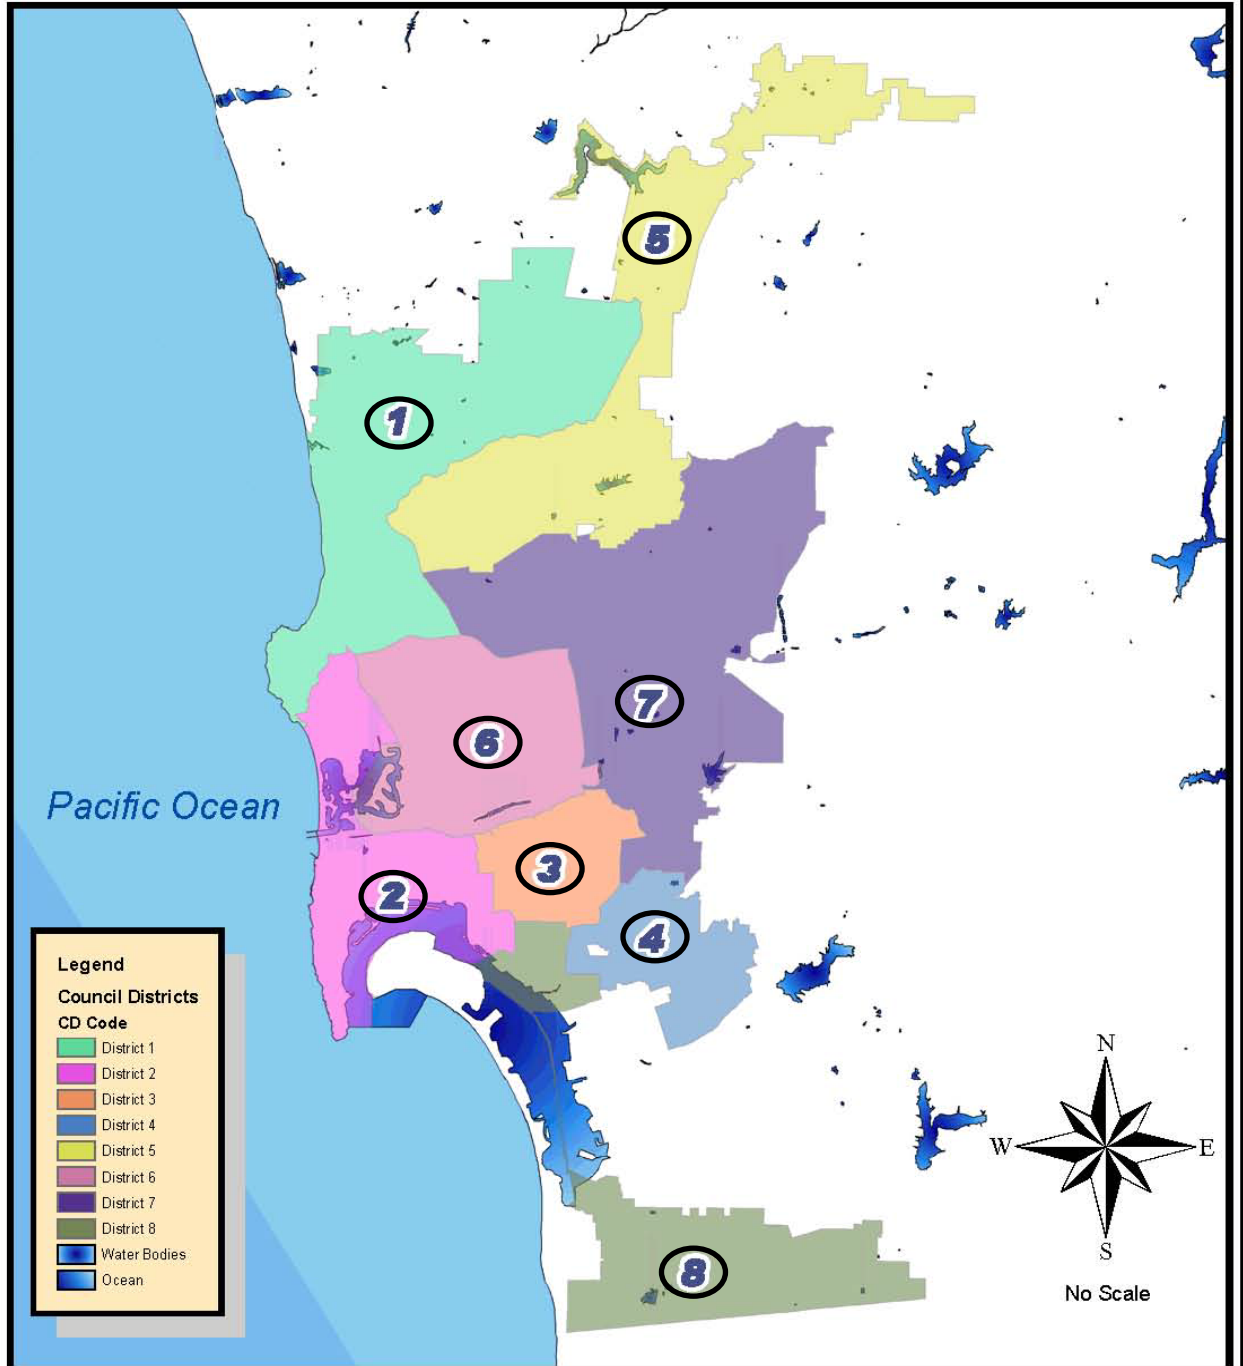 5
1
7
6
Pacific Ocean
3
2
4
Legend
Council Districts
CD Code
District 1
District 2
District 3
District 4
District 5
District 6
District 7
District 8
Water Bodies
Ocean
N
W E
S
8
No Scale